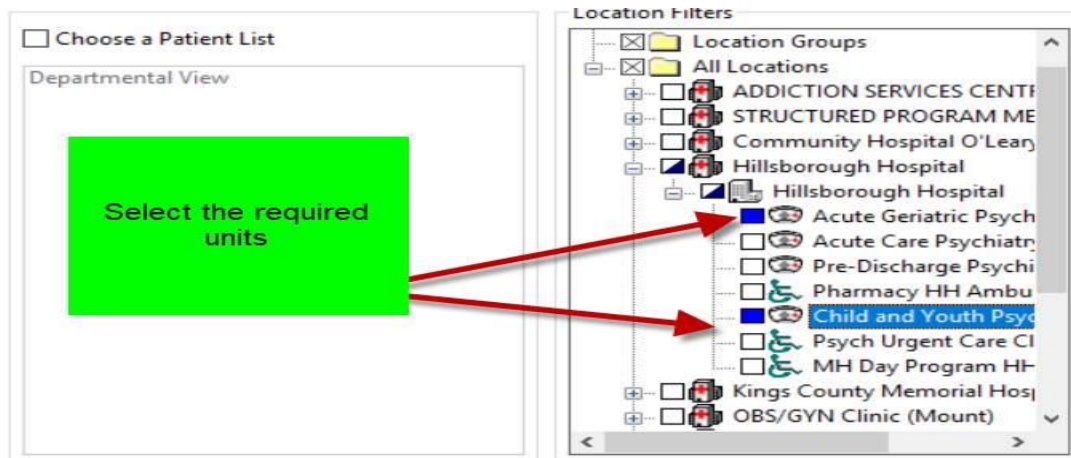 Location Filters
Choose a Patient List
Departmental View
Select the required
units
Location Groups
All Locations
ADDICTION SERVICES CENT
STRUCTURED PROGRAM ME
Community Hospital O'Leary
Hillsborough Hospital
Hillsborough Hospital
Acute Geriatric Psych
Acute Care Psychiatry
Pre-Discharge Psychi
Pharmacy HH Ambu
Child and Youth Psyc
Psych Urgent Care Cl
MH Day Program HH
Kings County Memorial Hosp
OBS/GYN Clinic (Mount)